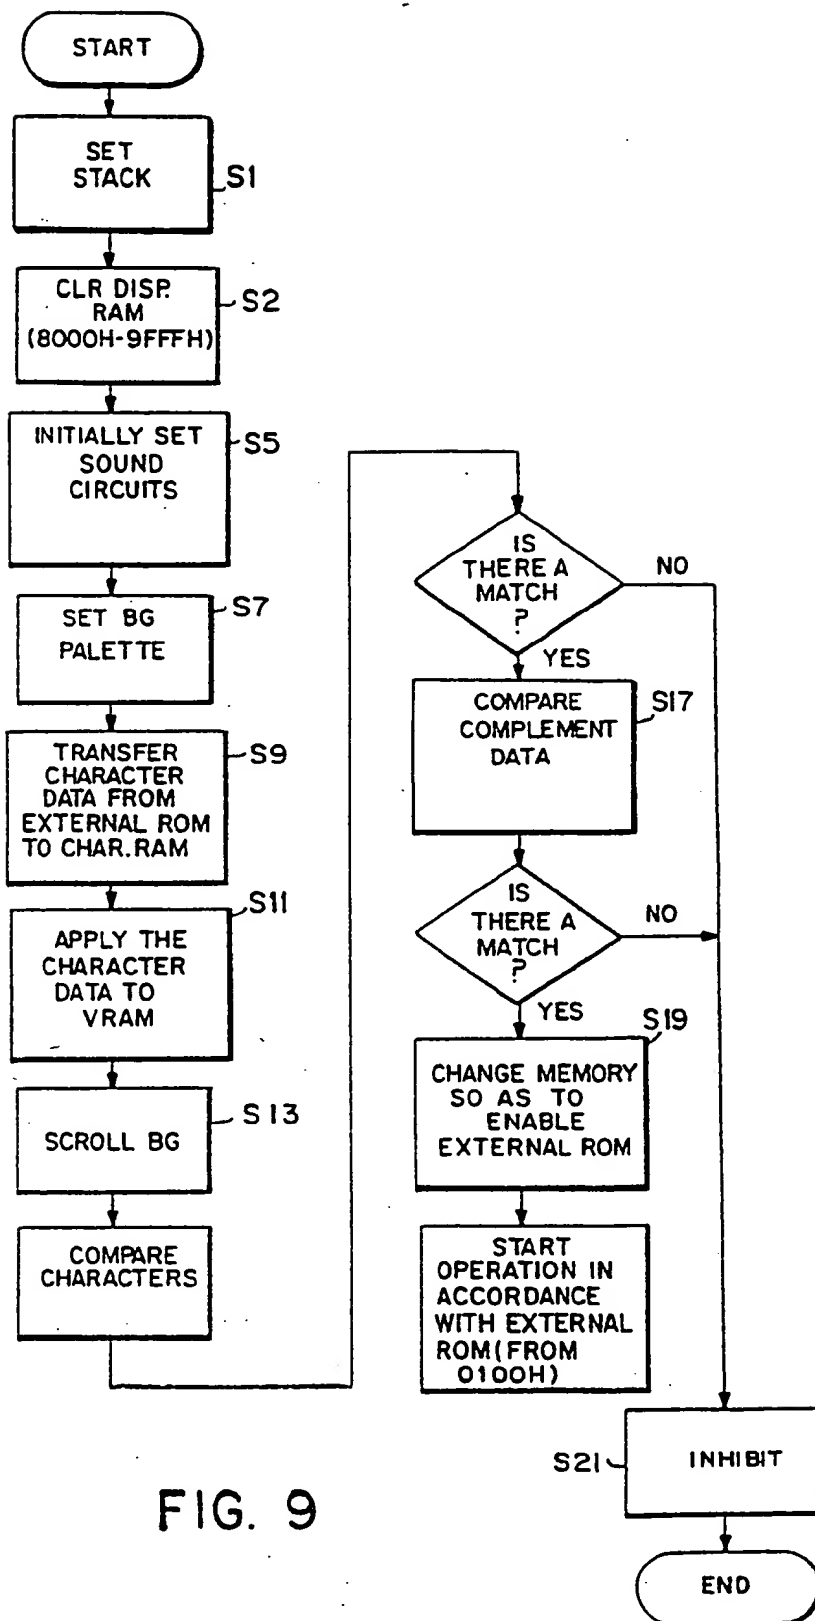 START
SET
STACK
S1
CLR DISP.
RAM
(8000H-9FFFH)
S2
INITIALLY SET
SOUND
CIRCUITS
S5
SET BG
PALETTE
S7
TRANSFER
CHARACTER
DATA FROM
EXTERNAL ROM
TO CHAR.RAM
S9
APPLY THE
CHARACTER
DATA TO
VRAM
S11
SCROLL BG
S13
COMPARE
CHARACTERS
IS
THERE A
MATCH
?
NO
YES
COMPARE
COMPLEMENT
DATA
S17
IS
THERE A
MATCH
?
NO
YES
CHANGE MEMORY
SO AS TO
ENABLE
EXTERNAL ROM
S19
START
OPERATION IN
ACCORDANCE
WITH EXTERNAL
ROM(FROM
0100H)
S21
INHIBIT
END
FIG. 9